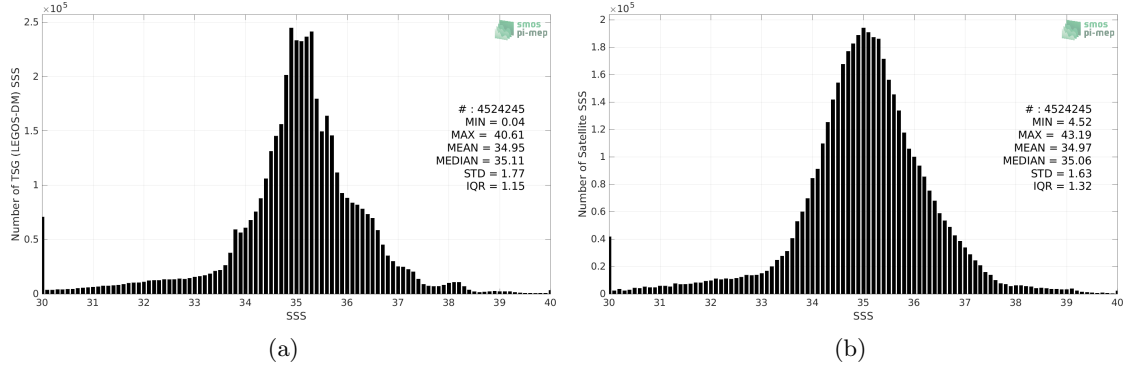 ×10⁵
smos
pi-mep
2.5
2
1.5
1
0.5
0
Number of TSG (LEGOS-DM) SSS
# : 4524245
MIN = 0.04
MAX = 40.61
MEAN = 34.95
MEDIAN = 35.11
STD = 1.77
IQR = 1.15
30 31 32 33 34 35 36 37 38 39 40
SSS
(a)
×10⁵
smos
pi-mep
2
1.8
1.6
1.4
1.2
1
0.8
0.6
0.4
0.2
0
Number of Satellite SSS
# : 4524245
MIN = 4.52
MAX = 43.19
MEAN = 34.97
MEDIAN = 35.06
STD = 1.63
IQR = 1.32
30 31 32 33 34 35 36 37 38 39 40
SSS
(b)